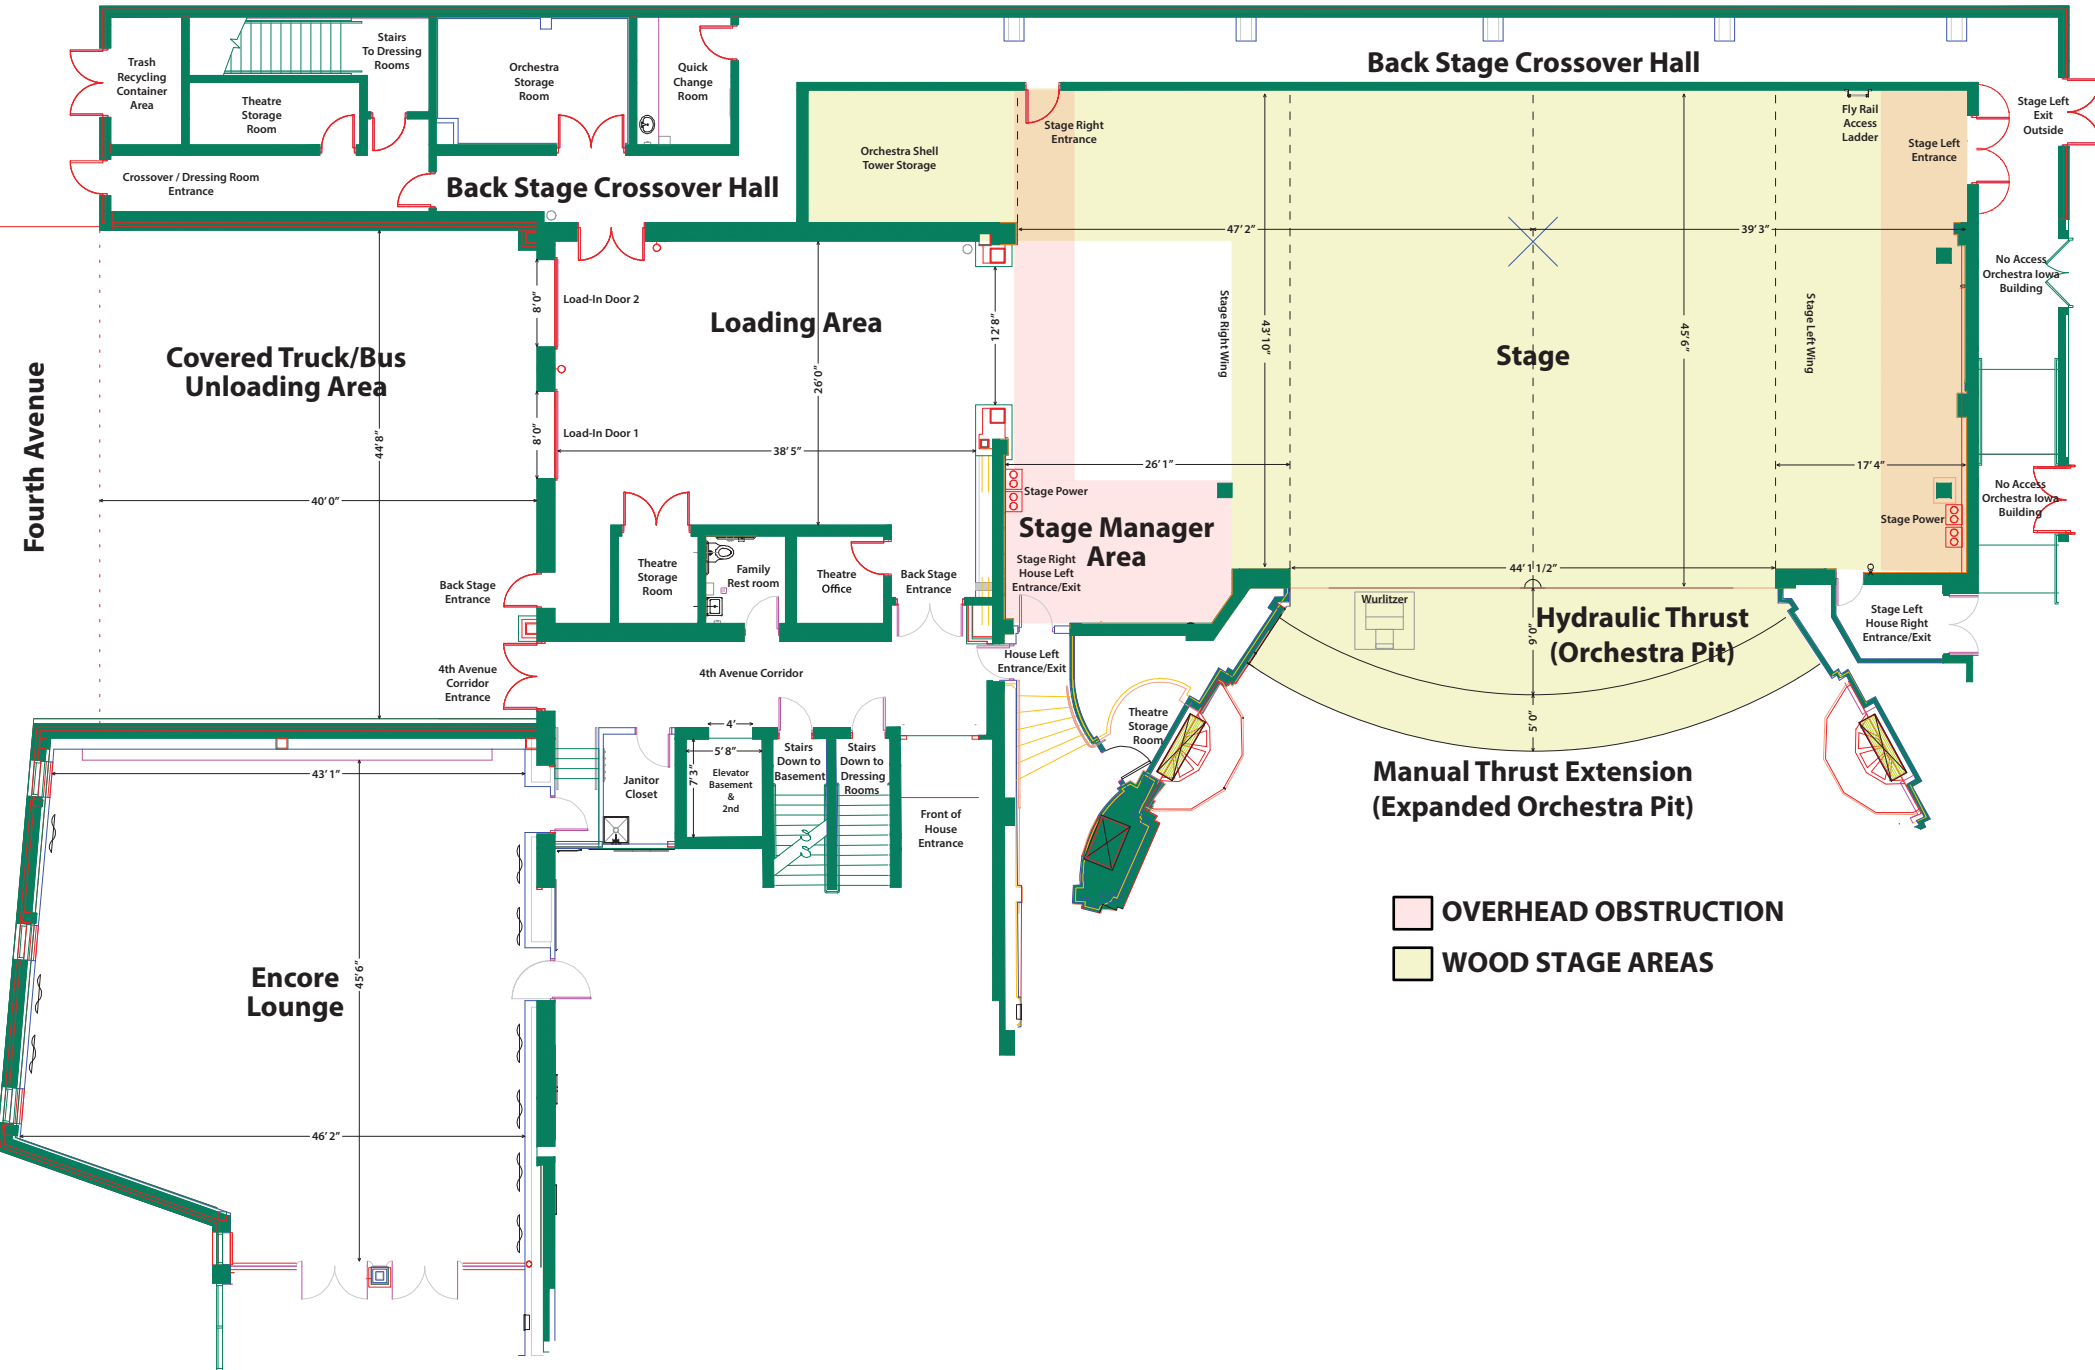 Trash
Recycling
Container
Area
Stairs
To Dressing
Rooms
Theatre
Storage
Room
Orchestra
Storage
Room
Quick
Change
Room
Back Stage Crossover Hall
Fly Rail
Access
Ladder
Stage Left
Exit
Outside
Stage Right
Entrance
Orchestra Shell
Tower Storage
Stage Left
Entrance
Crossover / Dressing Room
Entrance
Back Stage Crossover Hall
47' 2"
39' 3"
No Access
Orchestra Iowa
Building
8' 0"
Load-In Door 2
Loading Area
12' 8"
26' 0"
Stage Right Wing
43' 10"
45' 6"
Stage Left Wing
Stage
Covered Truck/Bus
Unloading Area
Fourth Avenue
44' 8"
8' 0"
Load-In Door 1
38' 5"
26' 1"
17' 4"
40' 0"
Stage Power
No Access
Orchestra Iowa
Building
Stage Power
Stage Manager
Area
Stage Right
House Left
Entrance/Exit
44' 1 1/2"
Back Stage
Entrance
Theatre
Storage
Room
Family
Rest room
Theatre
Office
Back Stage
Entrance
Wurlitzer
9' 0"
Hydraulic Thrust
(Orchestra Pit)
Stage Left
House Right
Entrance/Exit
4th Avenue
Corridor
Entrance
4th Avenue Corridor
House Left
Entrance/Exit
Theatre
Storage
Room
5' 0"
4'
5' 8"
7' 3"
Elevator
Basement
&
2nd
Stairs
Down to
Basement
Stairs
Down to
Dressing
Rooms
Janitor
Closet
Front of
House
Entrance
43' 1"
Manual Thrust Extension
(Expanded Orchestra Pit)
OVERHEAD OBSTRUCTION
WOOD STAGE AREAS
Encore
Lounge
45' 6"
46' 2"